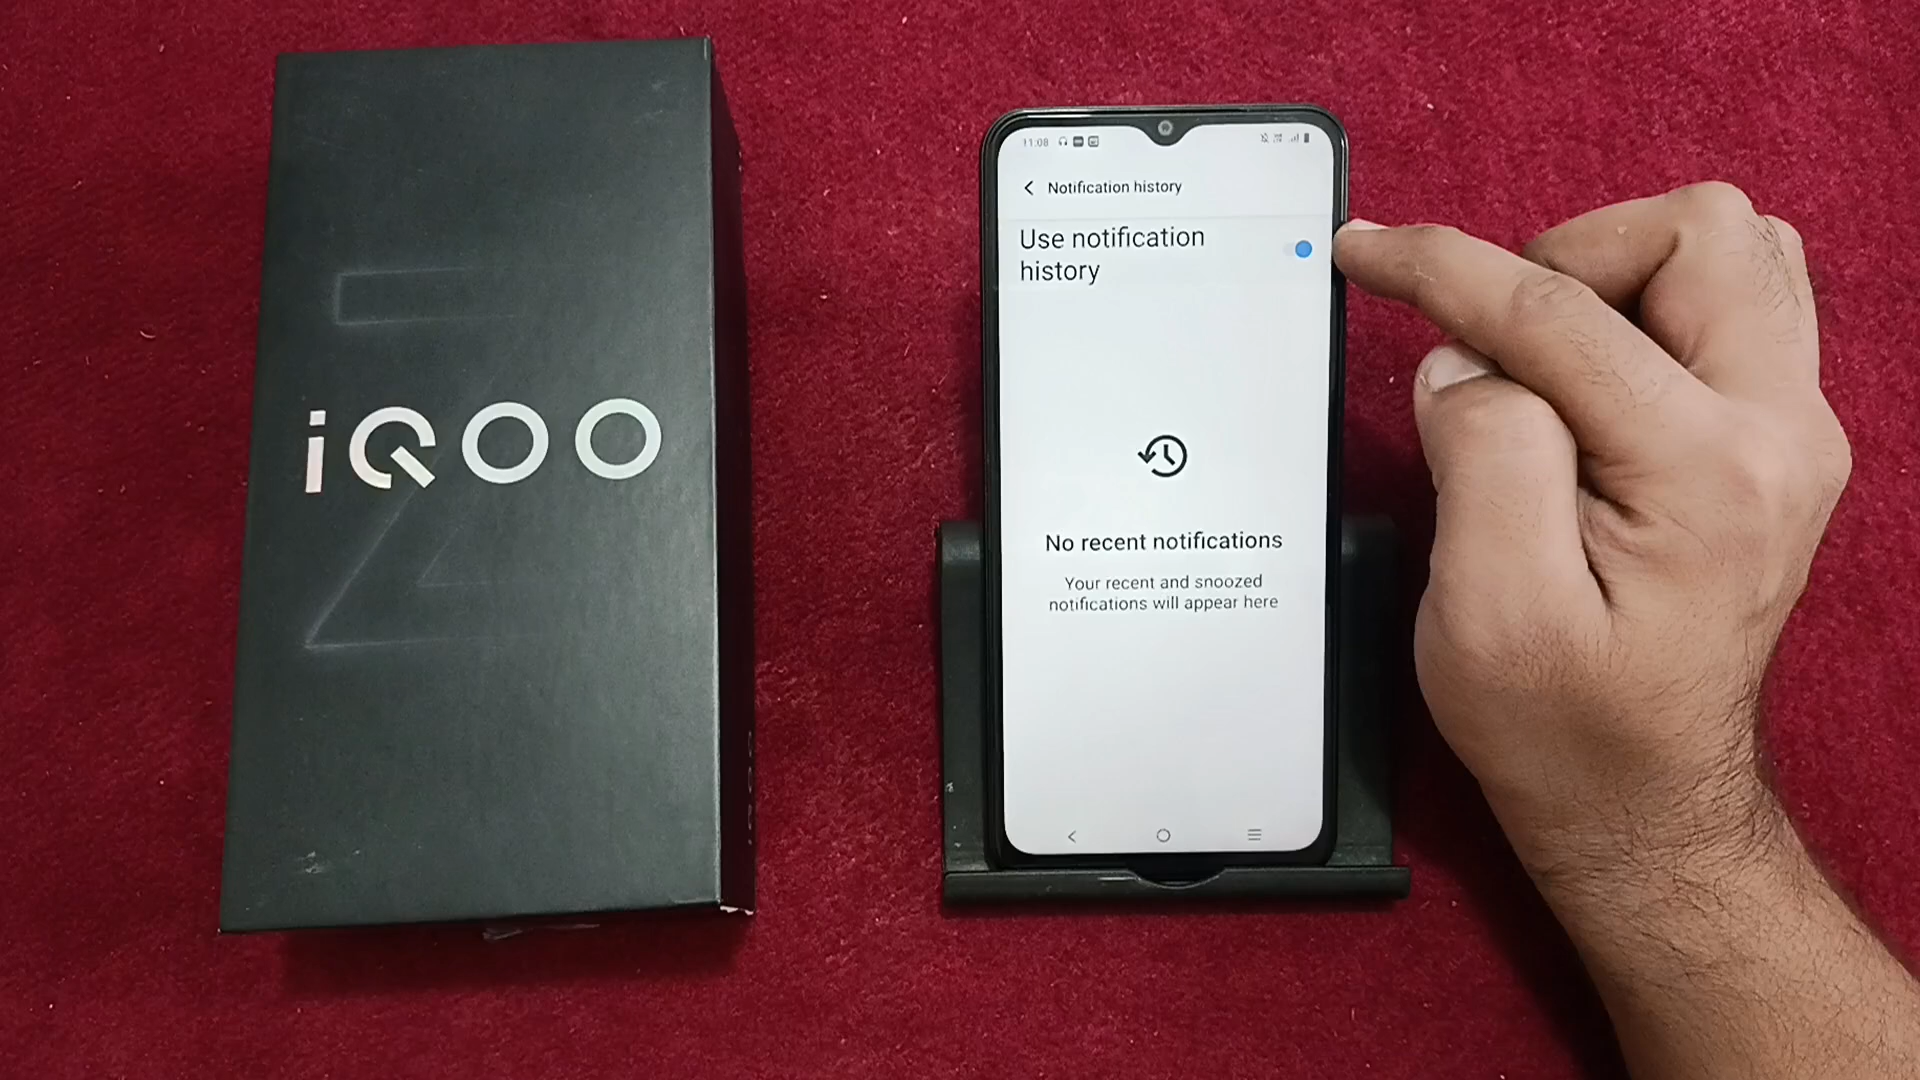 iQOO
11:08
Notification history
Use notification
history
No recent notifications
Your recent and snoozed
notifications will appear here
iQOO